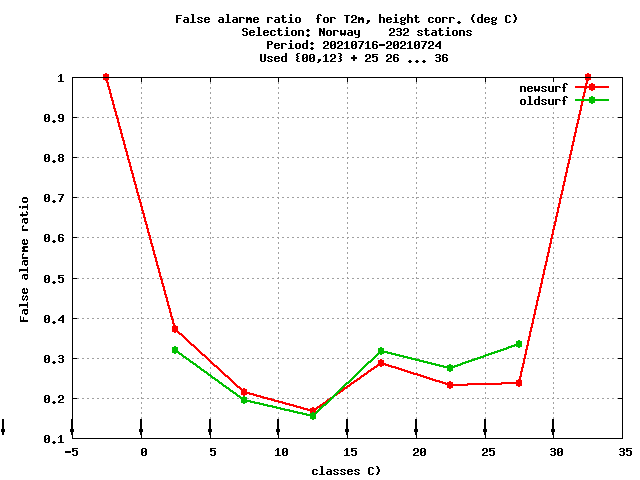 False alarme ratio  for T2m, height corr. (deg C)
Selection: Norway    232 stations
Period: 20210716-20210724
Used {00,12} + 25 26 ... 36
newsurf
oldsurf
False alarme ratio
1
0.9
0.8
0.7
0.6
0.5
0.4
0.3
0.2
0.1
-5 0 5 10 15 20 25 30 35
classes C)